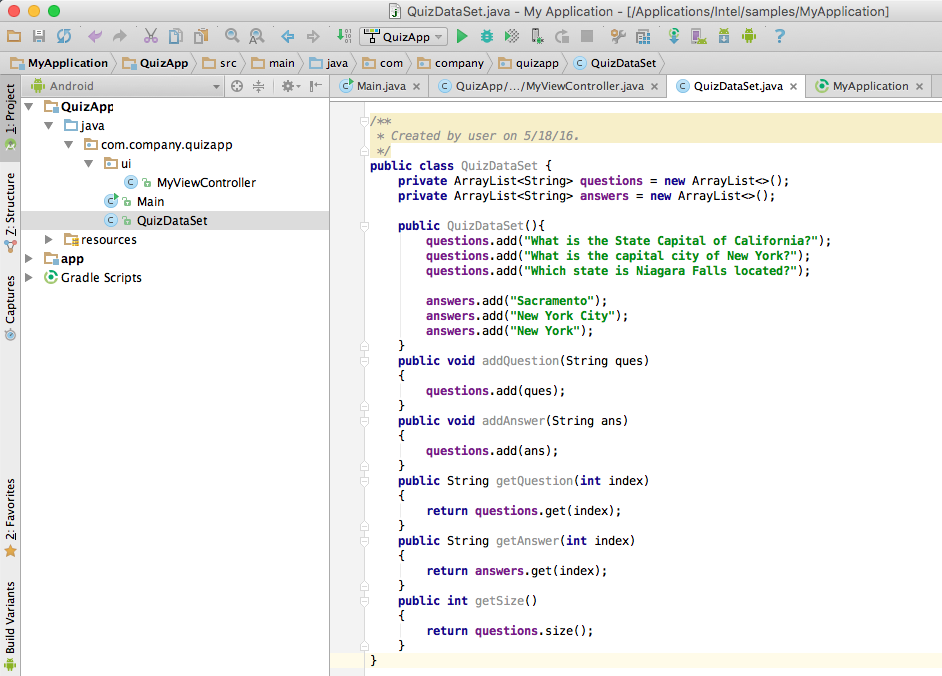 QuizDataSet.java - My Application - [/Applications/Intel/samples/MyApplication]
QuizApp
MyApplication QuizApp src main java com company quizapp QuizDataSet
1: Project
Z: Structure
Captures
2: Favorites
Build Variants
Android
QuizApp
java
com.company.quizapp
ui
MyViewController
Main
QuizDataSet
resources
app
Gradle Scripts
Main.java QuizApp/.../MyViewController.java QuizDataSet.java MyApplication
/**
* Created by user on 5/18/16.
*/
public class QuizDataSet {
private ArrayList<String> questions = new ArrayList<>();
private ArrayList<String> answers = new ArrayList<>();
public QuizDataSet(){
questions.add("What is the State Capital of California?");
questions.add("What is the capital city of New York?");
questions.add("Which state is Niagara Falls located?");
answers.add("Sacramento");
answers.add("New York City");
answers.add("New York");
}
public void addQuestion(String ques)
{
questions.add(ques);
}
public void addAnswer(String ans)
{
questions.add(ans);
}
public String getQuestion(int index)
{
return questions.get(index);
}
public String getAnswer(int index)
{
return answers.get(index);
}
public int getSize()
{
return questions.size();
}
}